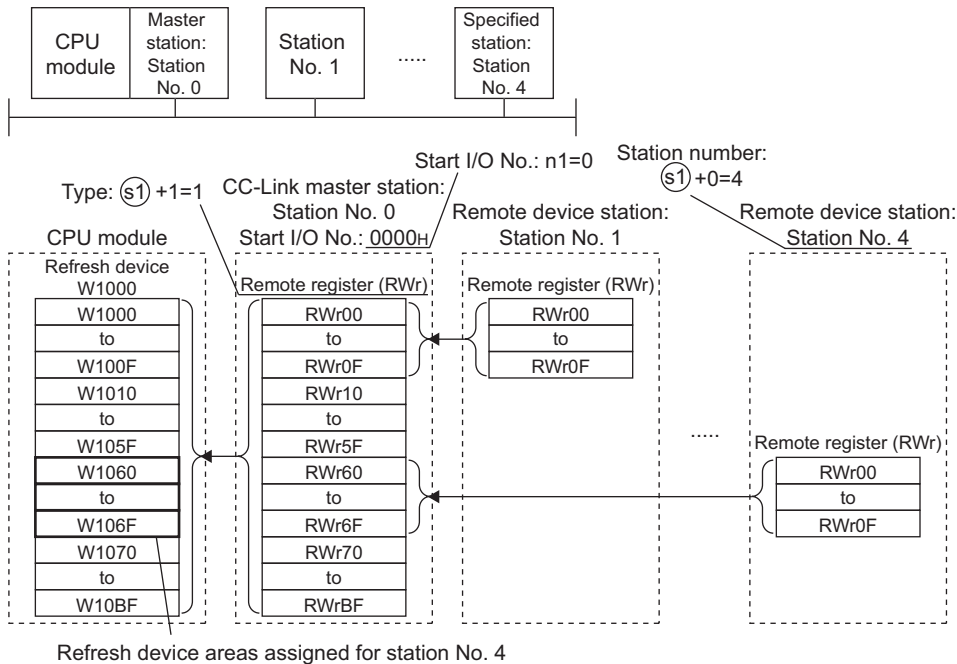 CPU
module
Master
station:
Station
No. 0
Station
No. 1
.....
Specified
station:
Station
No. 4
Start I/O No.: n1=0
Station number:
s1 +0=4
Type: s1 +1=1
CC-Link master station:
Station No. 0
Start I/O No.: 0000H
Remote device station:
Station No. 1
Remote device station:
Station No. 4
CPU module
Refresh device
W1000
W1000
to
W100F
W1010
to
W105F
W1060
to
W106F
W1070
to
W10BF
Remote register (RWr)
RWr00
to
RWr0F
RWr10
to
RWr5F
RWr60
to
RWr6F
RWr70
to
RWrBF
Remote register (RWr)
RWr00
to
RWr0F
.....
Remote register (RWr)
RWr00
to
RWr0F
Refresh device areas assigned for station No. 4